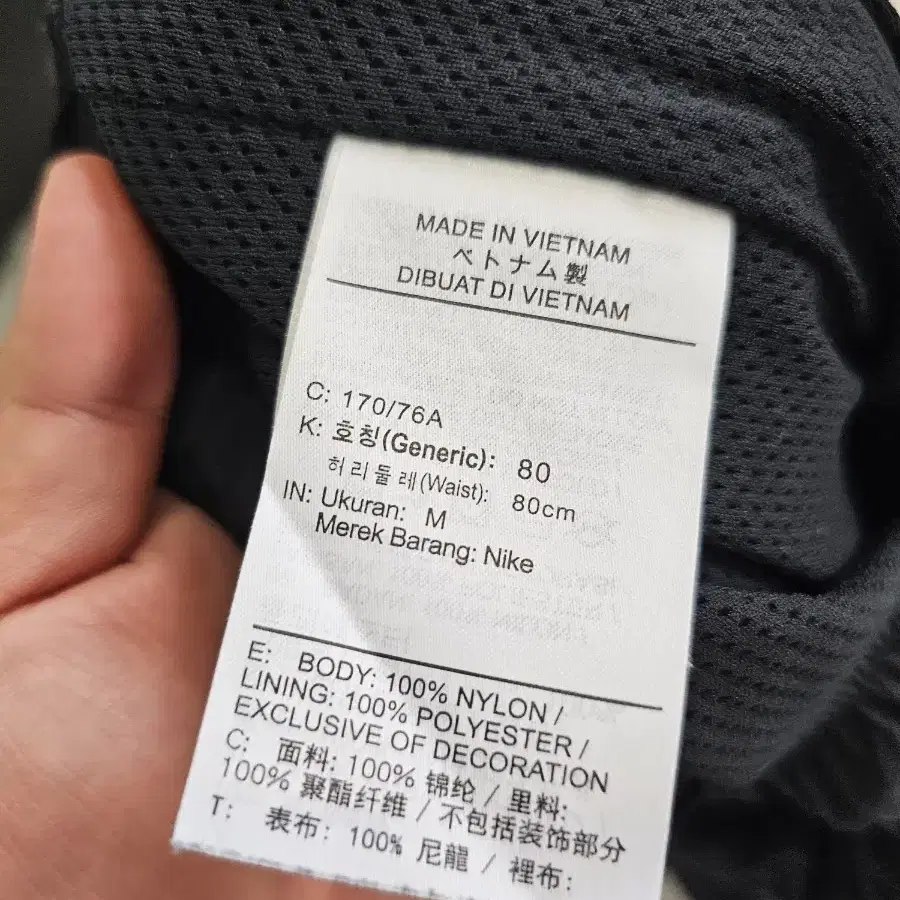 MADE IN VIETNAM
ベトナム製
DIBUAT DI VIETNAM
C: 170/76A
K: 호칭(Generic): 80
허리둘레(Waist): 80cm
IN: Ukuran: M
Merek Barang: Nike
E: BODY: 100% NYLON /
LINING: 100% POLYESTER /
EXCLUSIVE OF DECORATION
C: 面料: 100% 锦纶 / 里料:
100% 聚酯纤维 / 不包括装饰部分
T: 表布: 100% 尼龍 / 裡布: